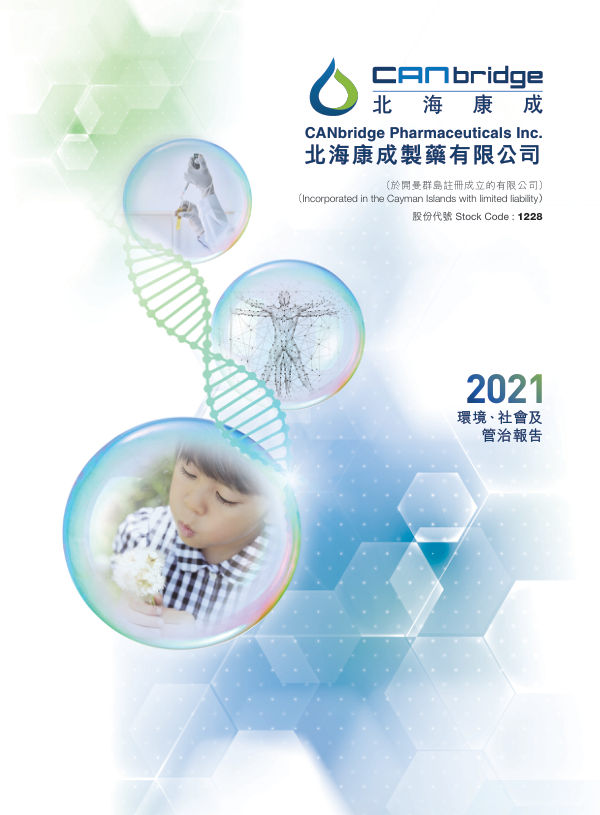 CANbridge
北海康成
CANbridge Pharmaceuticals Inc.
北海康成製藥有限公司
（於開曼群島註冊成立的有限公司）
（Incorporated in the Cayman Islands with limited liability）
股份代號 Stock Code : 1228
2021
環境、社會及
管治報告